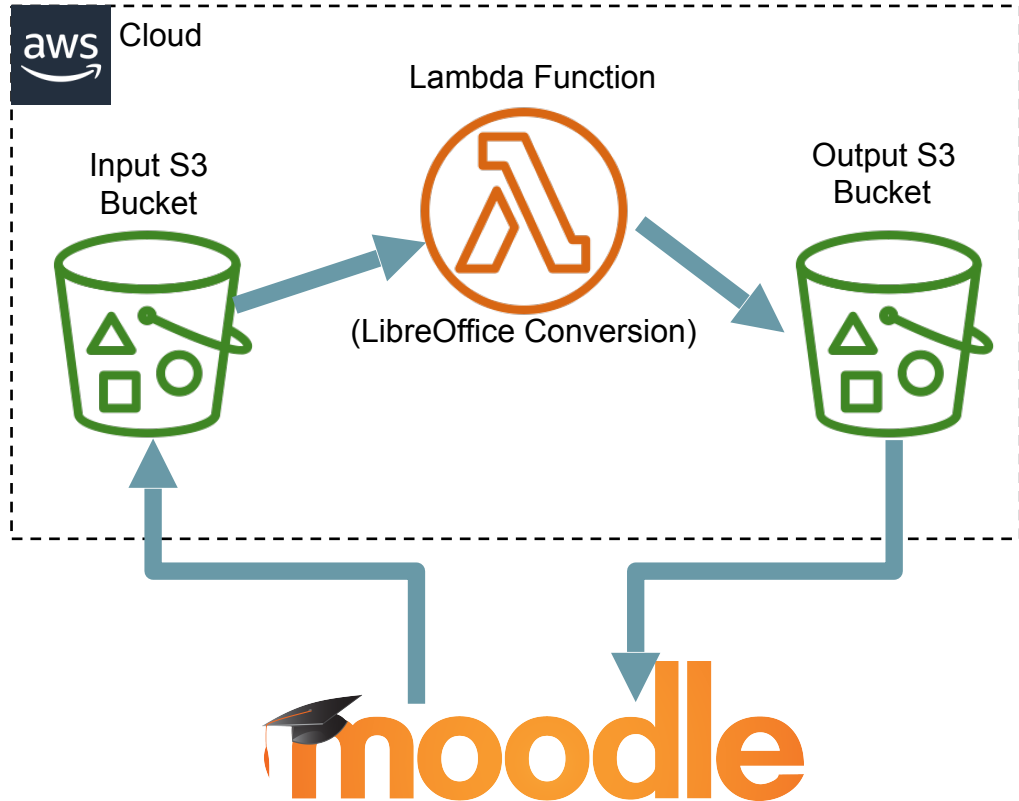 aws
Cloud
Lambda Function
Input S3
Bucket
Output S3
Bucket
(LibreOffice Conversion)
moodle